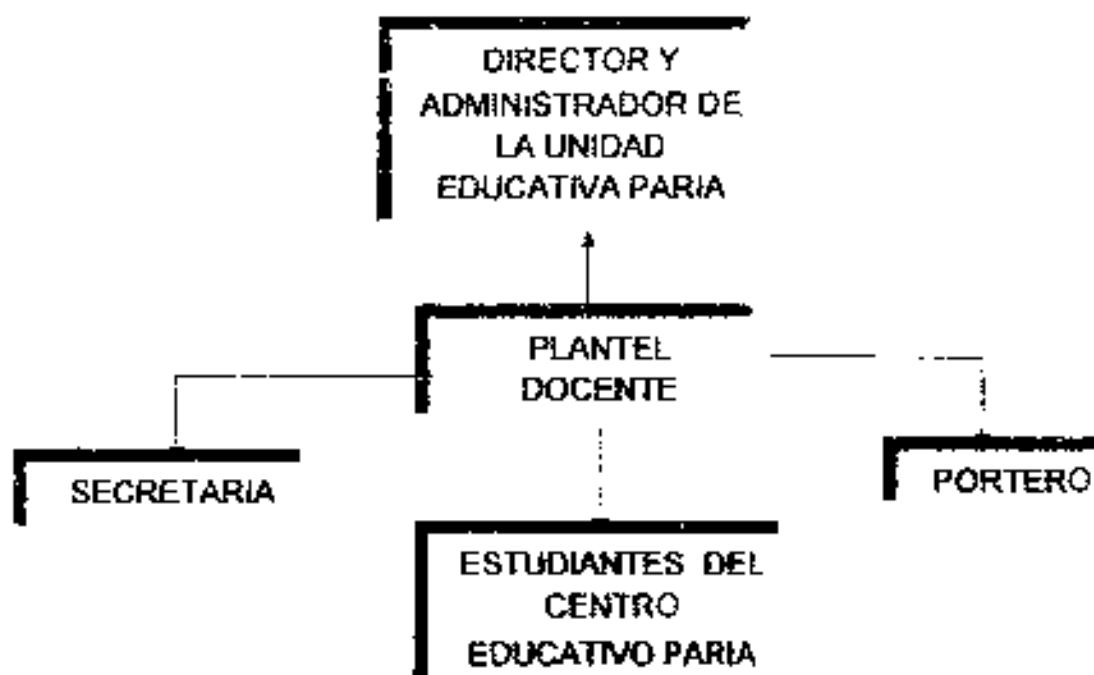 DIRECTOR Y
ADMINISTRADOR DE
LA UNIDAD
EDUCATIVA PARIA
PLANTEL
DOCENTE
SECRETARIA
PORTERO
ESTUDIANTES DEL
CENTRO
EDUCATIVO PARIA